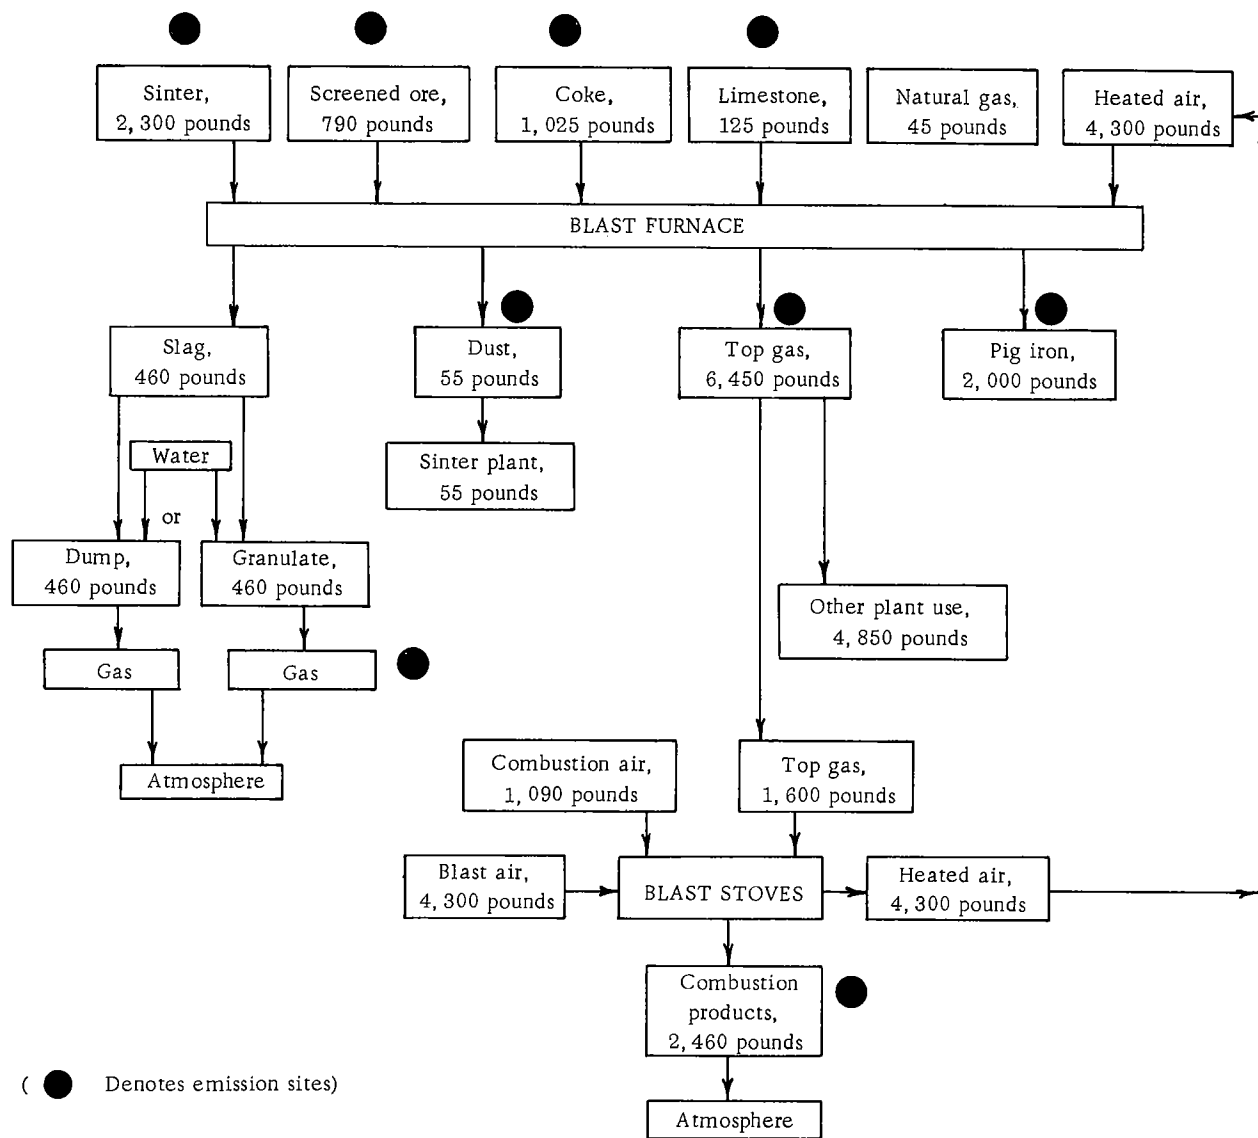 Sinter,
2,300 pounds
Screened ore,
790 pounds
Coke,
1,025 pounds
Limestone,
125 pounds
Natural gas,
45 pounds
Heated air,
4,300 pounds
BLAST FURNACE
Slag,
460 pounds
Dust,
55 pounds
Top gas,
6,450 pounds
Pig iron,
2,000 pounds
Water
Sinter plant,
55 pounds
or
Dump,
460 pounds
Granulate,
460 pounds
Other plant use,
4,850 pounds
Gas
Gas
Atmosphere
Combustion air,
1,090 pounds
Top gas,
1,600 pounds
Blast air,
4,300 pounds
BLAST STOVES
Heated air,
4,300 pounds
Combustion
products,
2,460 pounds
( Denotes emission sites)
Atmosphere